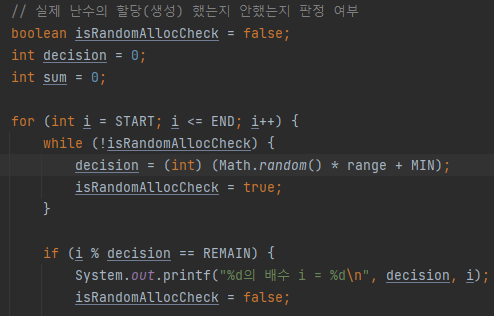 // 실제 난수의 할당(생성) 했는지 안했는지 판정 여부
boolean isRandomAllocCheck = false;
int decision = 0;
int sum = 0;
for (int i = START; i <= END; i++) {
while (!isRandomAllocCheck) {
decision = (int) (Math.random() * range + MIN);
isRandomAllocCheck = true;
}
if (i % decision == REMAIN) {
System.out.printf("%d의 배수 i = %d\n", decision, i);
isRandomAllocCheck = false;